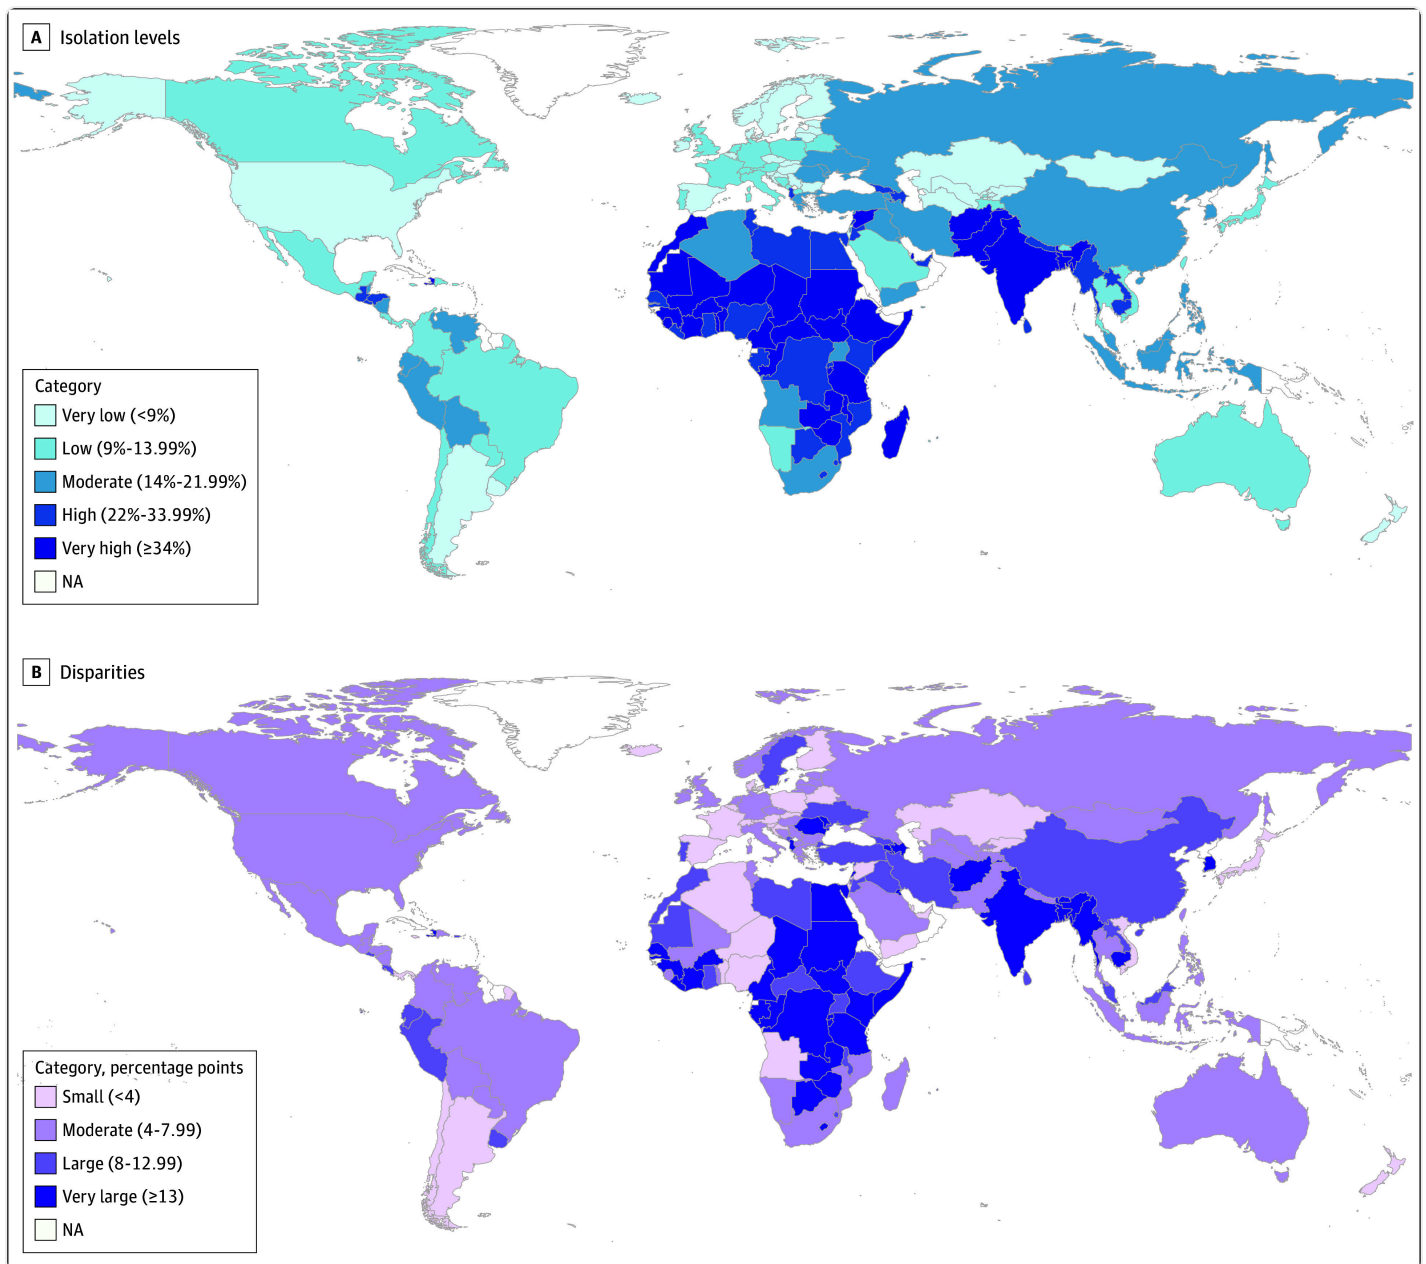 A Isolation levels
Category
Very low (<9%)
Low (9%-13.99%)
Moderate (14%-21.99%)
High (22%-33.99%)
Very high (≥34%)
NA
B Disparities
Category, percentage points
Small (<4)
Moderate (4-7.99)
Large (8-12.99)
Very large (≥13)
NA